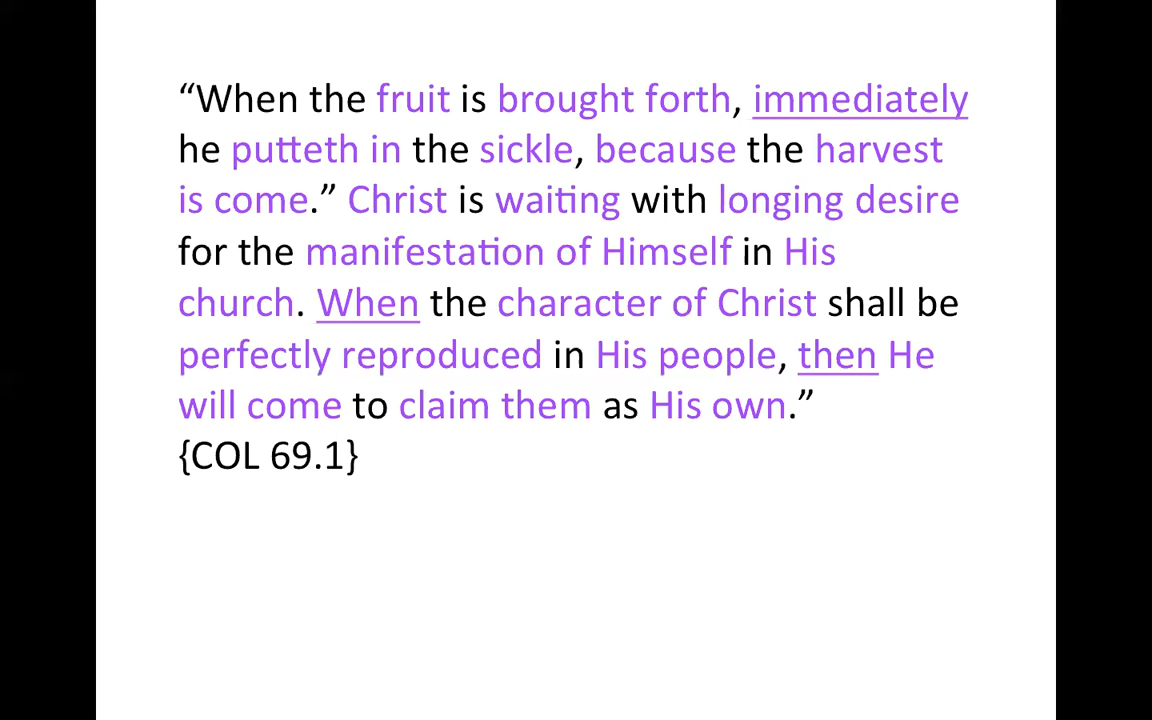 “When the fruit is brought forth, immediately
he putteth in the sickle, because the harvest
is come.” Christ is waiting with longing desire
for the manifestation of Himself in His
church. When the character of Christ shall be
perfectly reproduced in His people, then He
will come to claim them as His own.”
{COL 69.1}